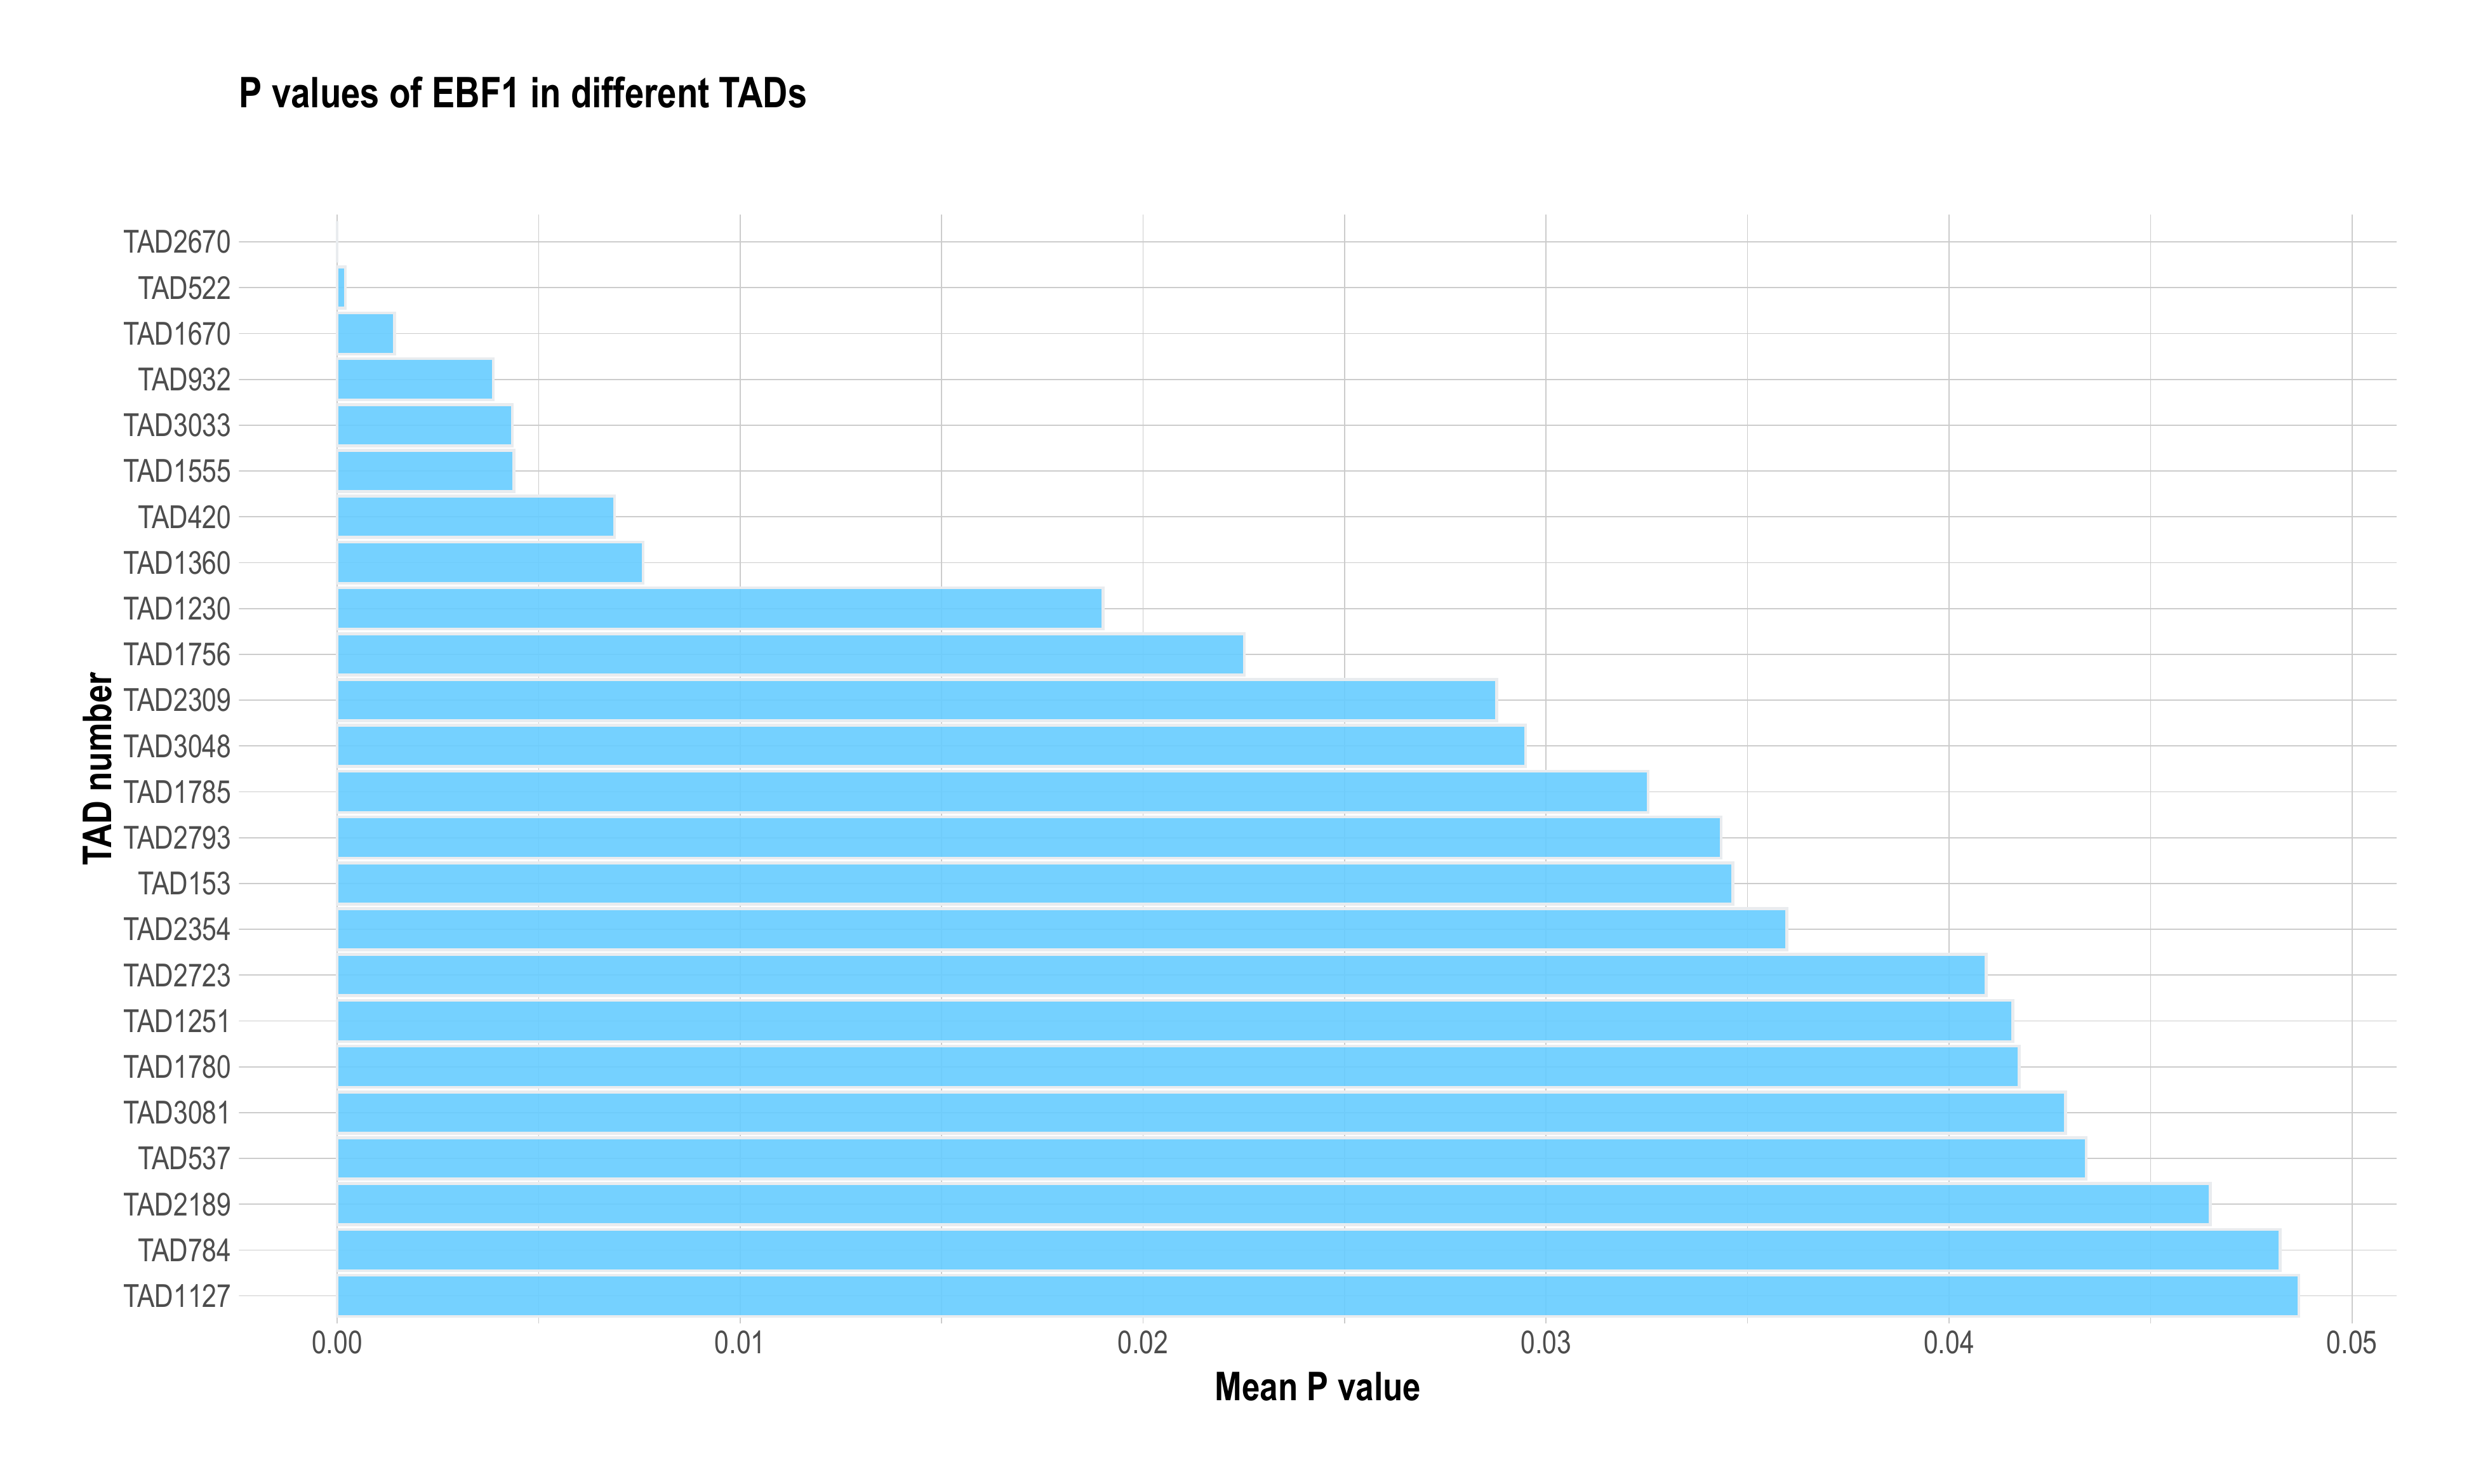 P values of EBF1 in different TADs
TAD number
TAD2670
TAD522
TAD1670
TAD932
TAD3033
TAD1555
TAD420
TAD1360
TAD1230
TAD1756
TAD2309
TAD3048
TAD1785
TAD2793
TAD153
TAD2354
TAD2723
TAD1251
TAD1780
TAD3081
TAD537
TAD2189
TAD784
TAD1127
0.00 0.01 0.02 0.03 0.04 0.05
Mean P value